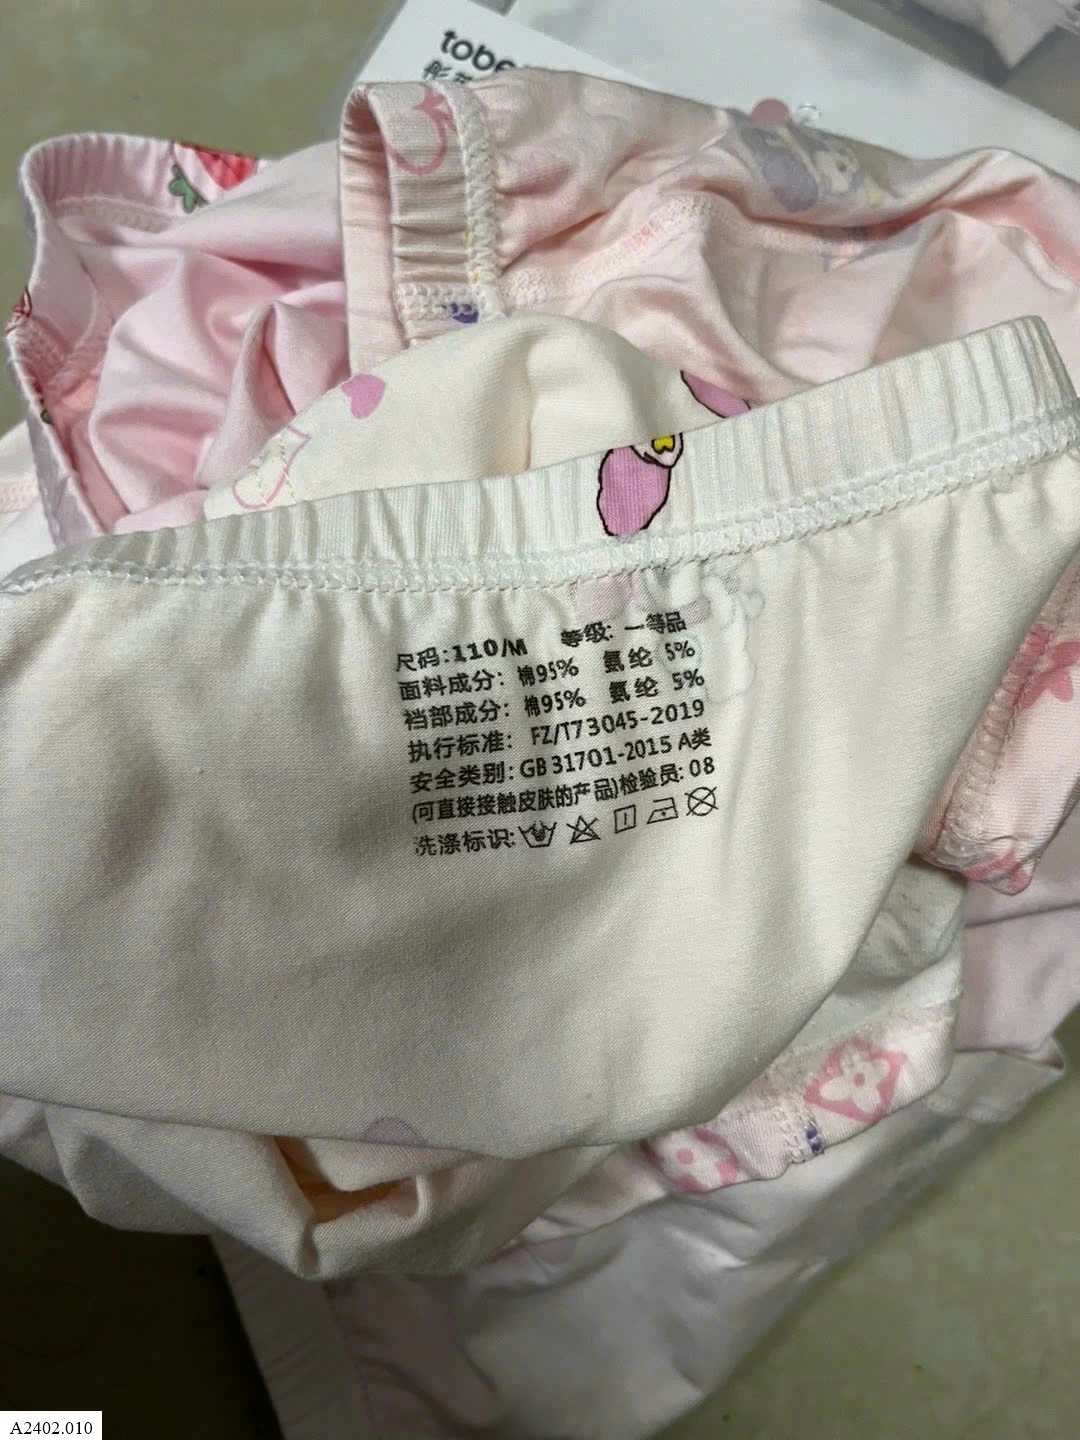 tobe
尺码:110/M 等级: 一等品
面料成分: 棉95% 氨纶 5%
裆部成分: 棉95% 氨纶 5%
执行标准: FZ/T73045-2019
安全类别: GB31701-2015 A类
(可直接接触皮肤的产品)检验员: 08
洗涤标识:
A2402.010